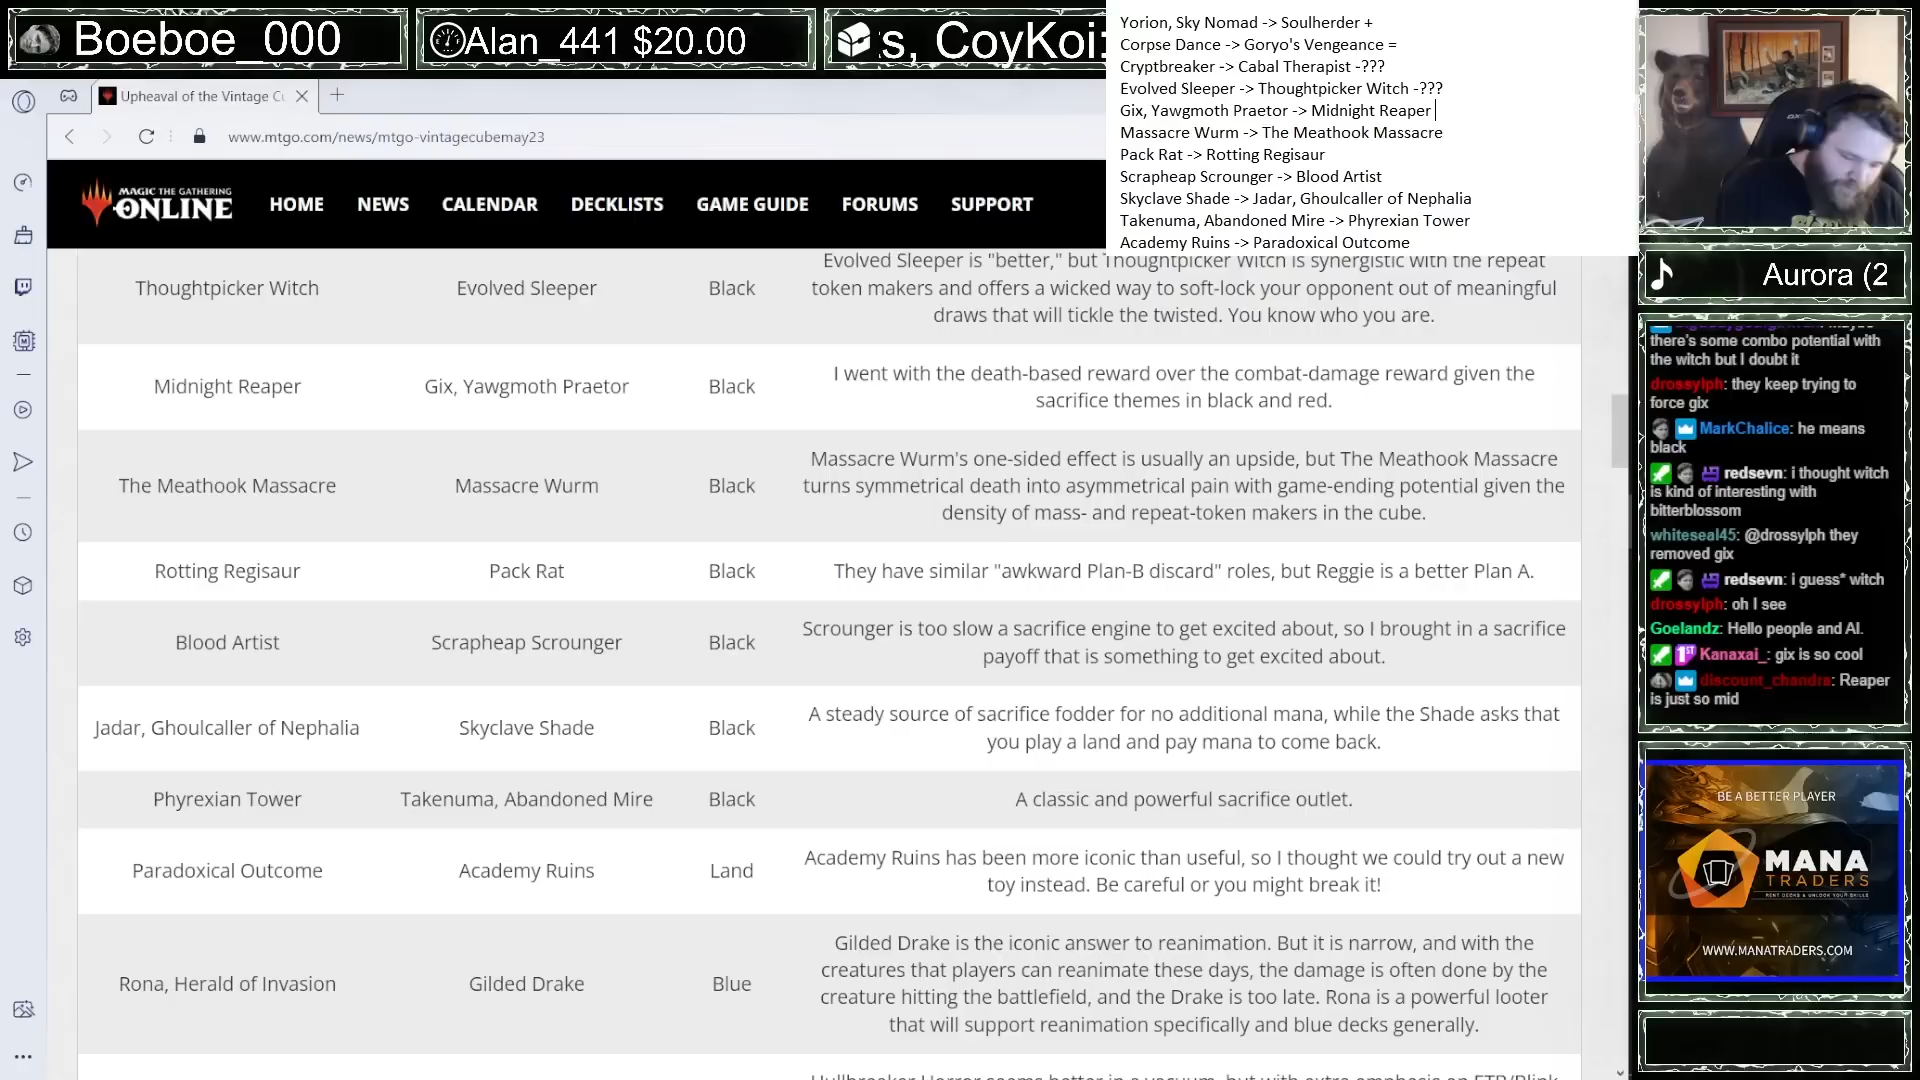 Boeboe_000
Alan_441 $20.00
s, CoyKoi:
Yorion, Sky Nomad -> Soulherder +
Corpse Dance -> Goryo's Vengeance =
Cryptbreaker -> Cabal Therapist -???
Evolved Sleeper -> Thoughtpicker Witch -???
Gix, Yawgmoth Praetor -> Midnight Reaper
Massacre Wurm -> The Meathook Massacre
Pack Rat -> Rotting Regisaur
Scrapheap Scrounger -> Blood Artist
Skyclave Shade -> Jadar, Ghoulcaller of Nephalia
Takenuma, Abandoned Mire -> Phyrexian Tower
Academy Ruins -> Paradoxical Outcome
Upheaval of the Vintage Cu
www.mtgo.com/news/mtgo-vintagecubemay23
MAGIC THE GATHERING
ONLINE
HOME NEWS CALENDAR DECKLISTS GAME GUIDE FORUMS SUPPORT
Thoughtpicker Witch Evolved Sleeper Black
Evolved Sleeper is "better," but Thoughtpicker Witch is synergistic with the repeat
token makers and offers a wicked way to soft-lock your opponent out of meaningful
draws that will tickle the twisted. You know who you are.
Midnight Reaper Gix, Yawgmoth Praetor Black
I went with the death-based reward over the combat-damage reward given the
sacrifice themes in black and red.
The Meathook Massacre Massacre Wurm Black
Massacre Wurm's one-sided effect is usually an upside, but The Meathook Massacre
turns symmetrical death into asymmetrical pain with game-ending potential given the
density of mass- and repeat-token makers in the cube.
Rotting Regisaur Pack Rat Black They have similar "awkward Plan-B discard" roles, but Reggie is a better Plan A.
Blood Artist Scrapheap Scrounger Black
Scrounger is too slow a sacrifice engine to get excited about, so I brought in a sacrifice
payoff that is something to get excited about.
Jadar, Ghoulcaller of Nephalia Skyclave Shade Black
A steady source of sacrifice fodder for no additional mana, while the Shade asks that
you play a land and pay mana to come back.
Phyrexian Tower Takenuma, Abandoned Mire Black A classic and powerful sacrifice outlet.
Paradoxical Outcome Academy Ruins Land
Academy Ruins has been more iconic than useful, so I thought we could try out a new
toy instead. Be careful or you might break it!
Rona, Herald of Invasion Gilded Drake Blue
Gilded Drake is the iconic answer to reanimation. But it is narrow, and with the
creatures that players can reanimate these days, the damage is often done by the
creature hitting the battlefield, and the Drake is too late. Rona is a powerful looter
that will support reanimation specifically and blue decks generally.
Aurora (2
there's some combo potential with
the witch but I doubt it
drossylph: they keep trying to
force gix
MarkChalice: he means
black
redsevn: i thought witch
is kind of interesting with
bitterblossom
whiteseal45: @drossylph they
removed gix
redsevn: i guess* witch
drossylph: oh I see
Goelandz: Hello people and AI.
Kanaxai_: gix is so cool
discount_chandra: Reaper
is just so mid
BE A BETTER PLAYER
MANA
TRADERS
RENT DECKS & UNLOCK YOUR SKILLS
WWW.MANATRADERS.COM